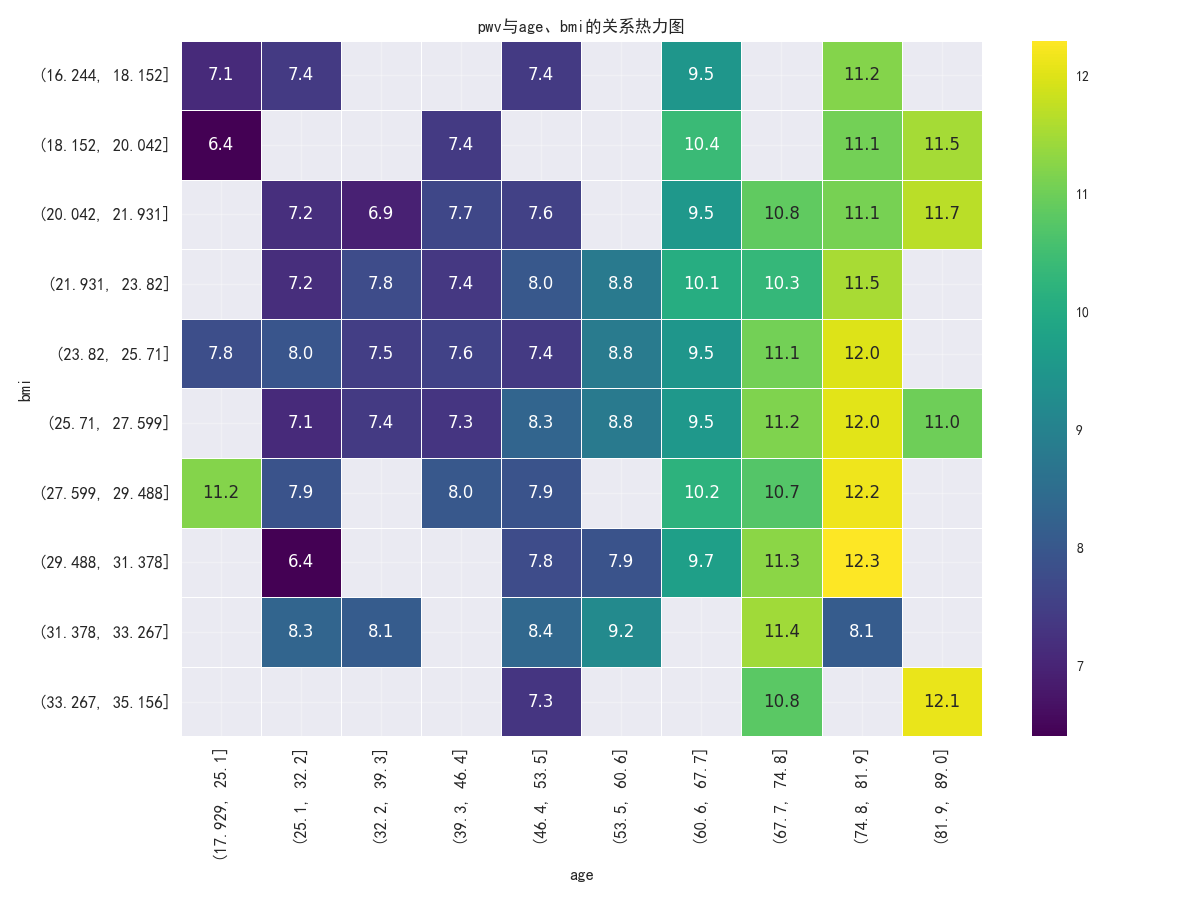 pwv与age、bmi的关系热力图
(16.244, 18.152] 7.1 7.4 7.4 9.5 11.2
(18.152, 20.042] 6.4 7.4 10.4 11.1 11.5
(20.042, 21.931] 7.2 6.9 7.7 7.6 9.5 10.8 11.1 11.7
(21.931, 23.82] 7.2 7.8 7.4 8.0 8.8 10.1 10.3 11.5
(23.82, 25.71] 7.8 8.0 7.5 7.6 7.4 8.8 9.5 11.1 12.0
(25.71, 27.599] 7.1 7.4 7.3 8.3 8.8 9.5 11.2 12.0 11.0
(27.599, 29.488] 11.2 7.9 8.0 7.9 10.2 10.7 12.2
(29.488, 31.378] 6.4 7.8 7.9 9.7 11.3 12.3
(31.378, 33.267] 8.3 8.1 8.4 9.2 11.4 8.1
(33.267, 35.156] 7.3 10.8 12.1
bmi
(17.929, 25.1]
(25.1, 32.2]
(32.2, 39.3]
(39.3, 46.4]
(46.4, 53.5]
(53.5, 60.6]
(60.6, 67.7]
(67.7, 74.8]
(74.8, 81.9]
(81.9, 89.0]
age
12
11
10
9
8
7